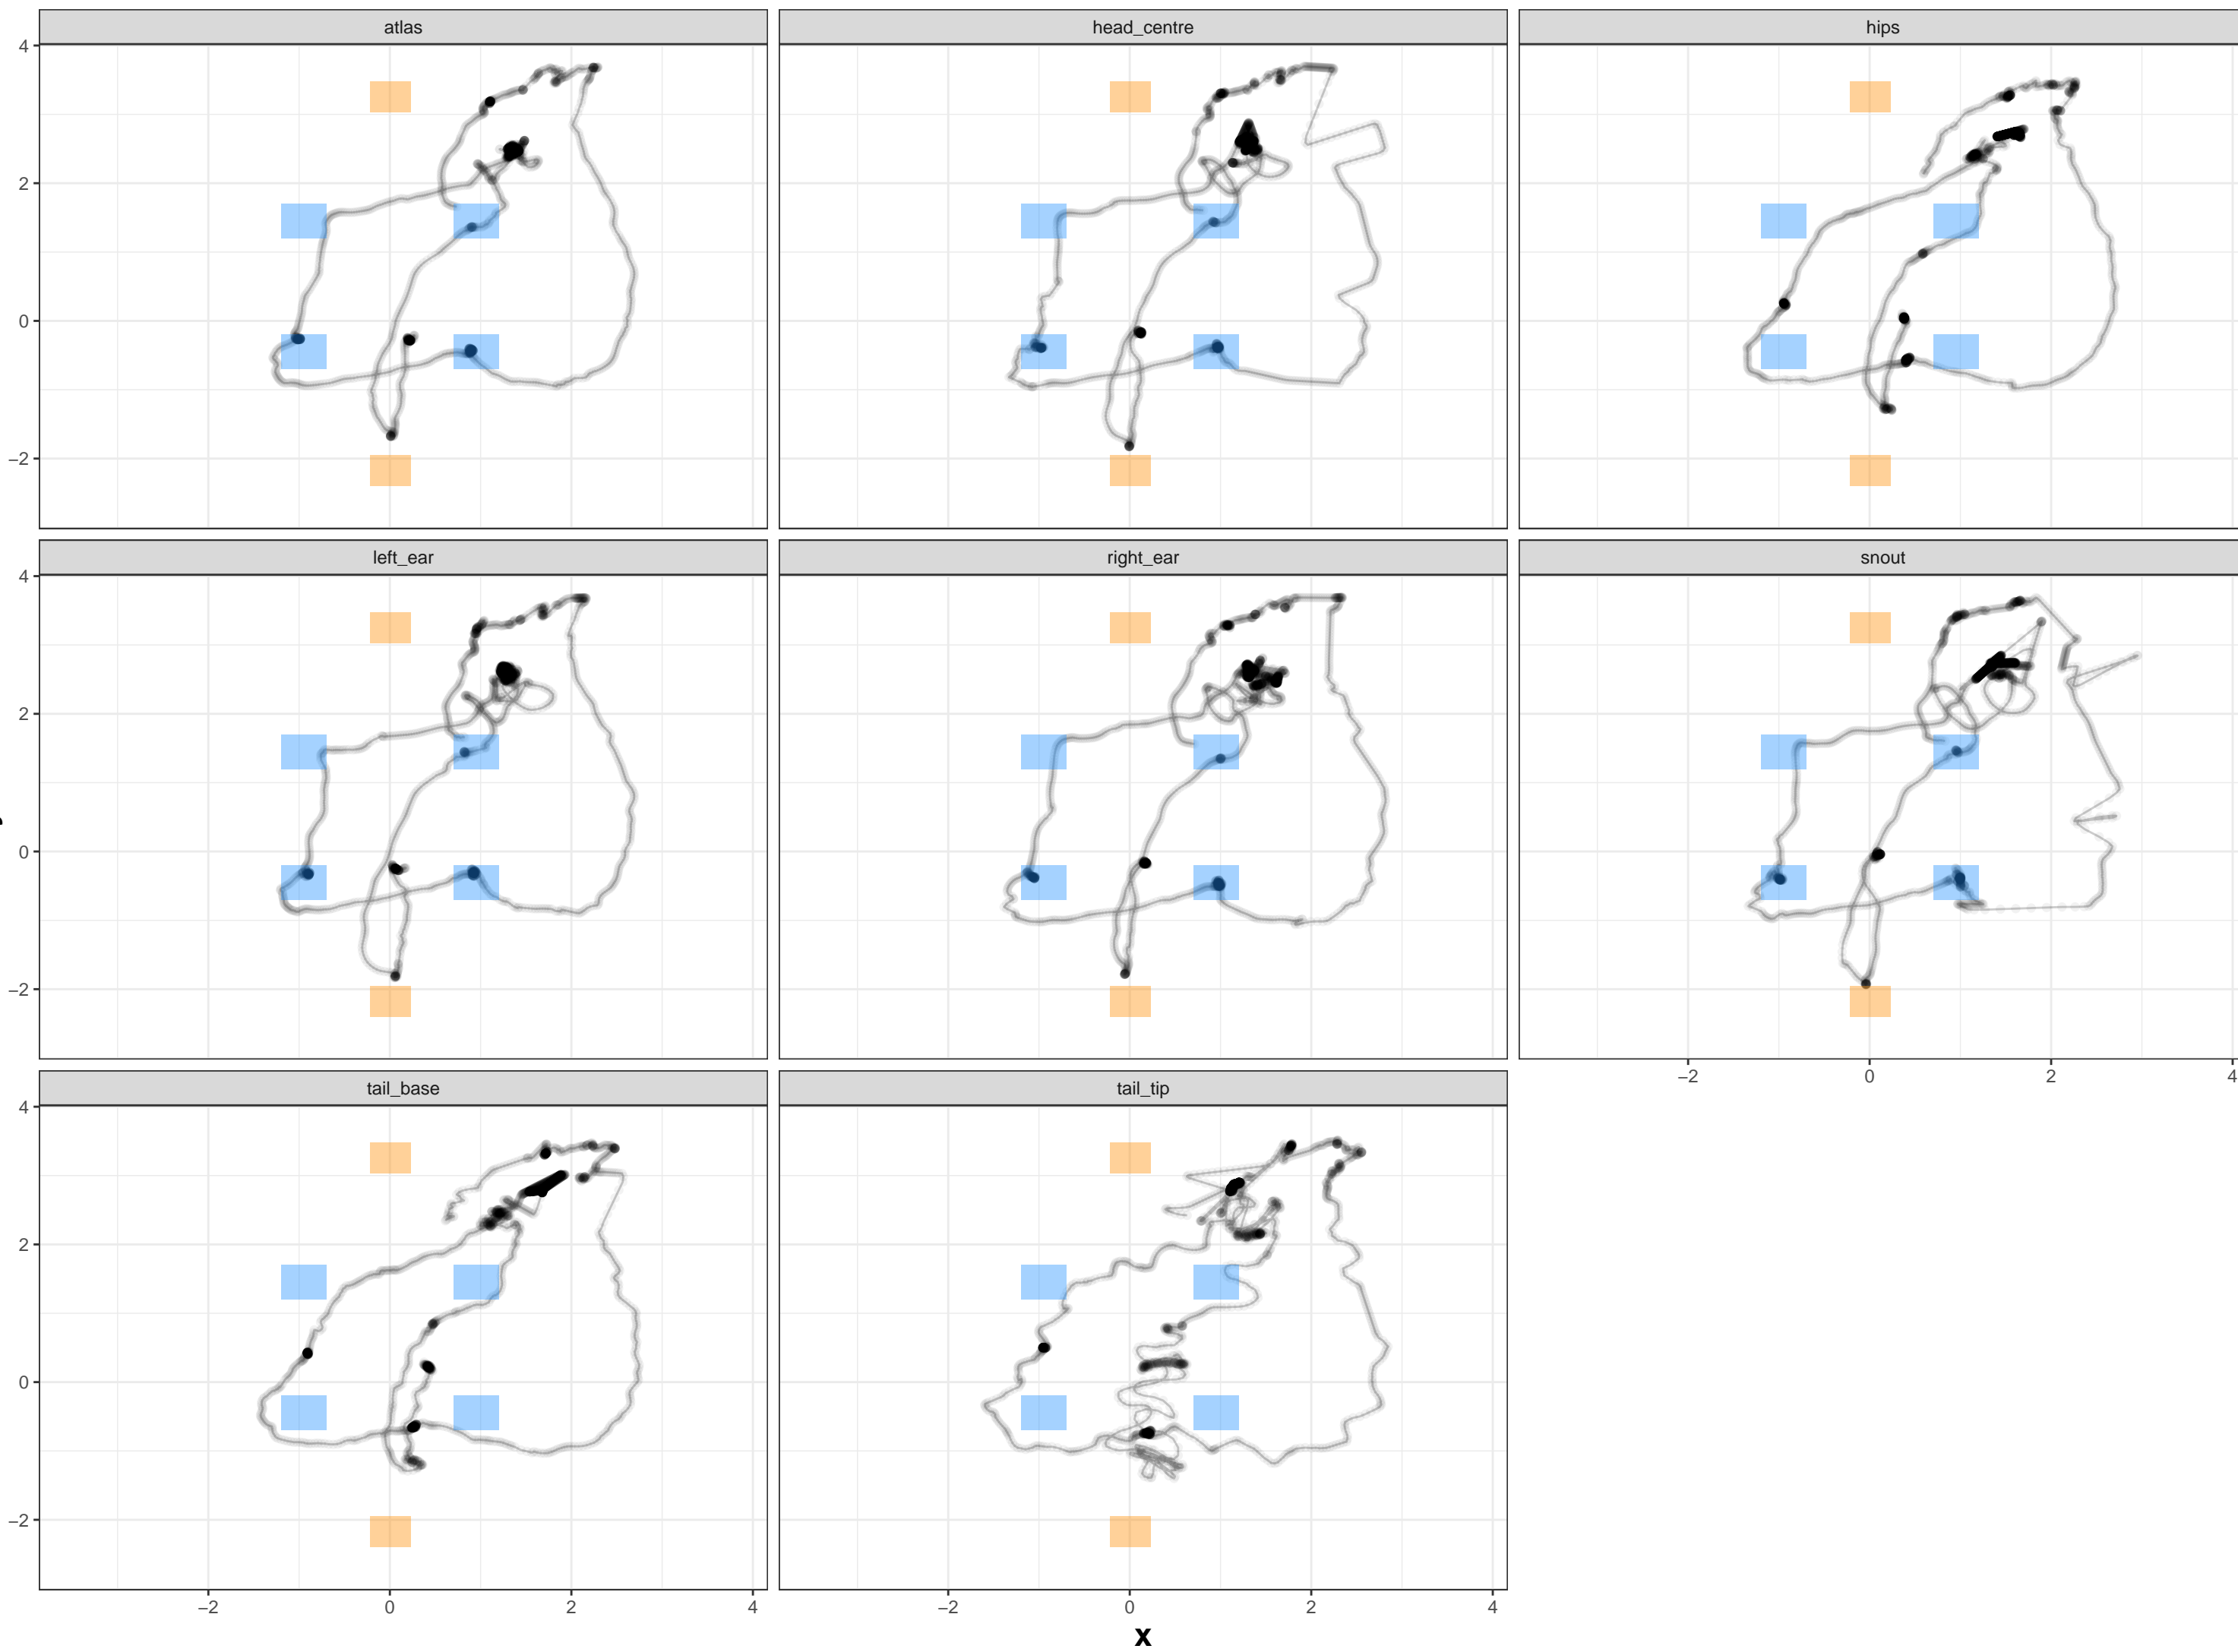 atlas head_centre hips
4
2
0
−2
left_ear right_ear snout
4
2
0
−2
−2 0 2 4
tail_base tail_tip
4
2
0
−2
−2 0 2 4 −2 0 2 4
x